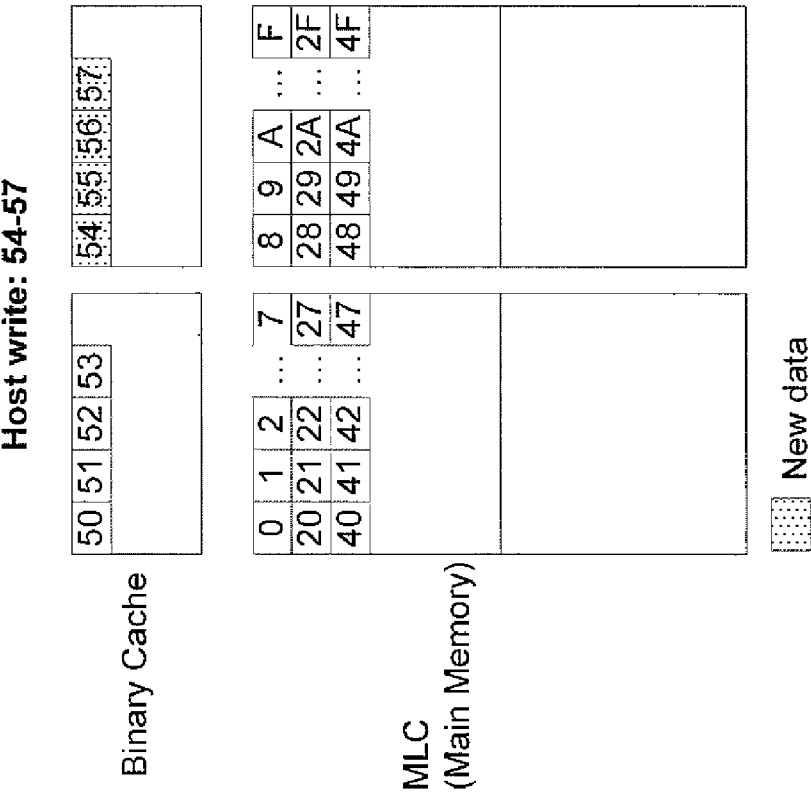 Host write: 54-57
Binary Cache
50 51 52 53
54 55 56 57
MLC
(Main Memory)
0 1 2 ... 7
20 21 22 ... 27
40 41 42 ... 47
8 9 A ... F
28 29 2A ... 2F
48 49 4A ... 4F
New data